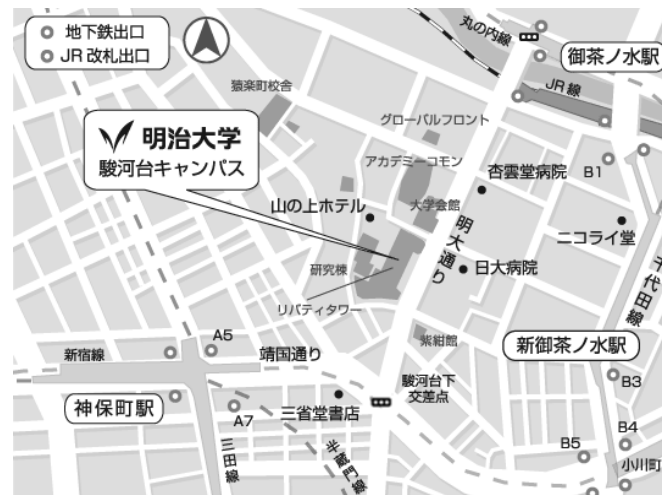 地下鉄出口
JR改札出口
丸の内線
御茶ノ水駅
JR線
猿楽町校舎
グローバルフロント
明治大学
駿河台キャンパス
アカデミーコモン
杏雲堂病院
B1
山の上ホテル
大学会館
明大通り
ニコライ堂
研究棟
日大病院
リバティタワー
千代田線
紫紺館
新御茶ノ水駅
A5
新宿線
靖国通り
駿河台下
交差点
B3
神保町駅
A7
三省堂書店
三田線
半蔵門線
B4
B5
小川町